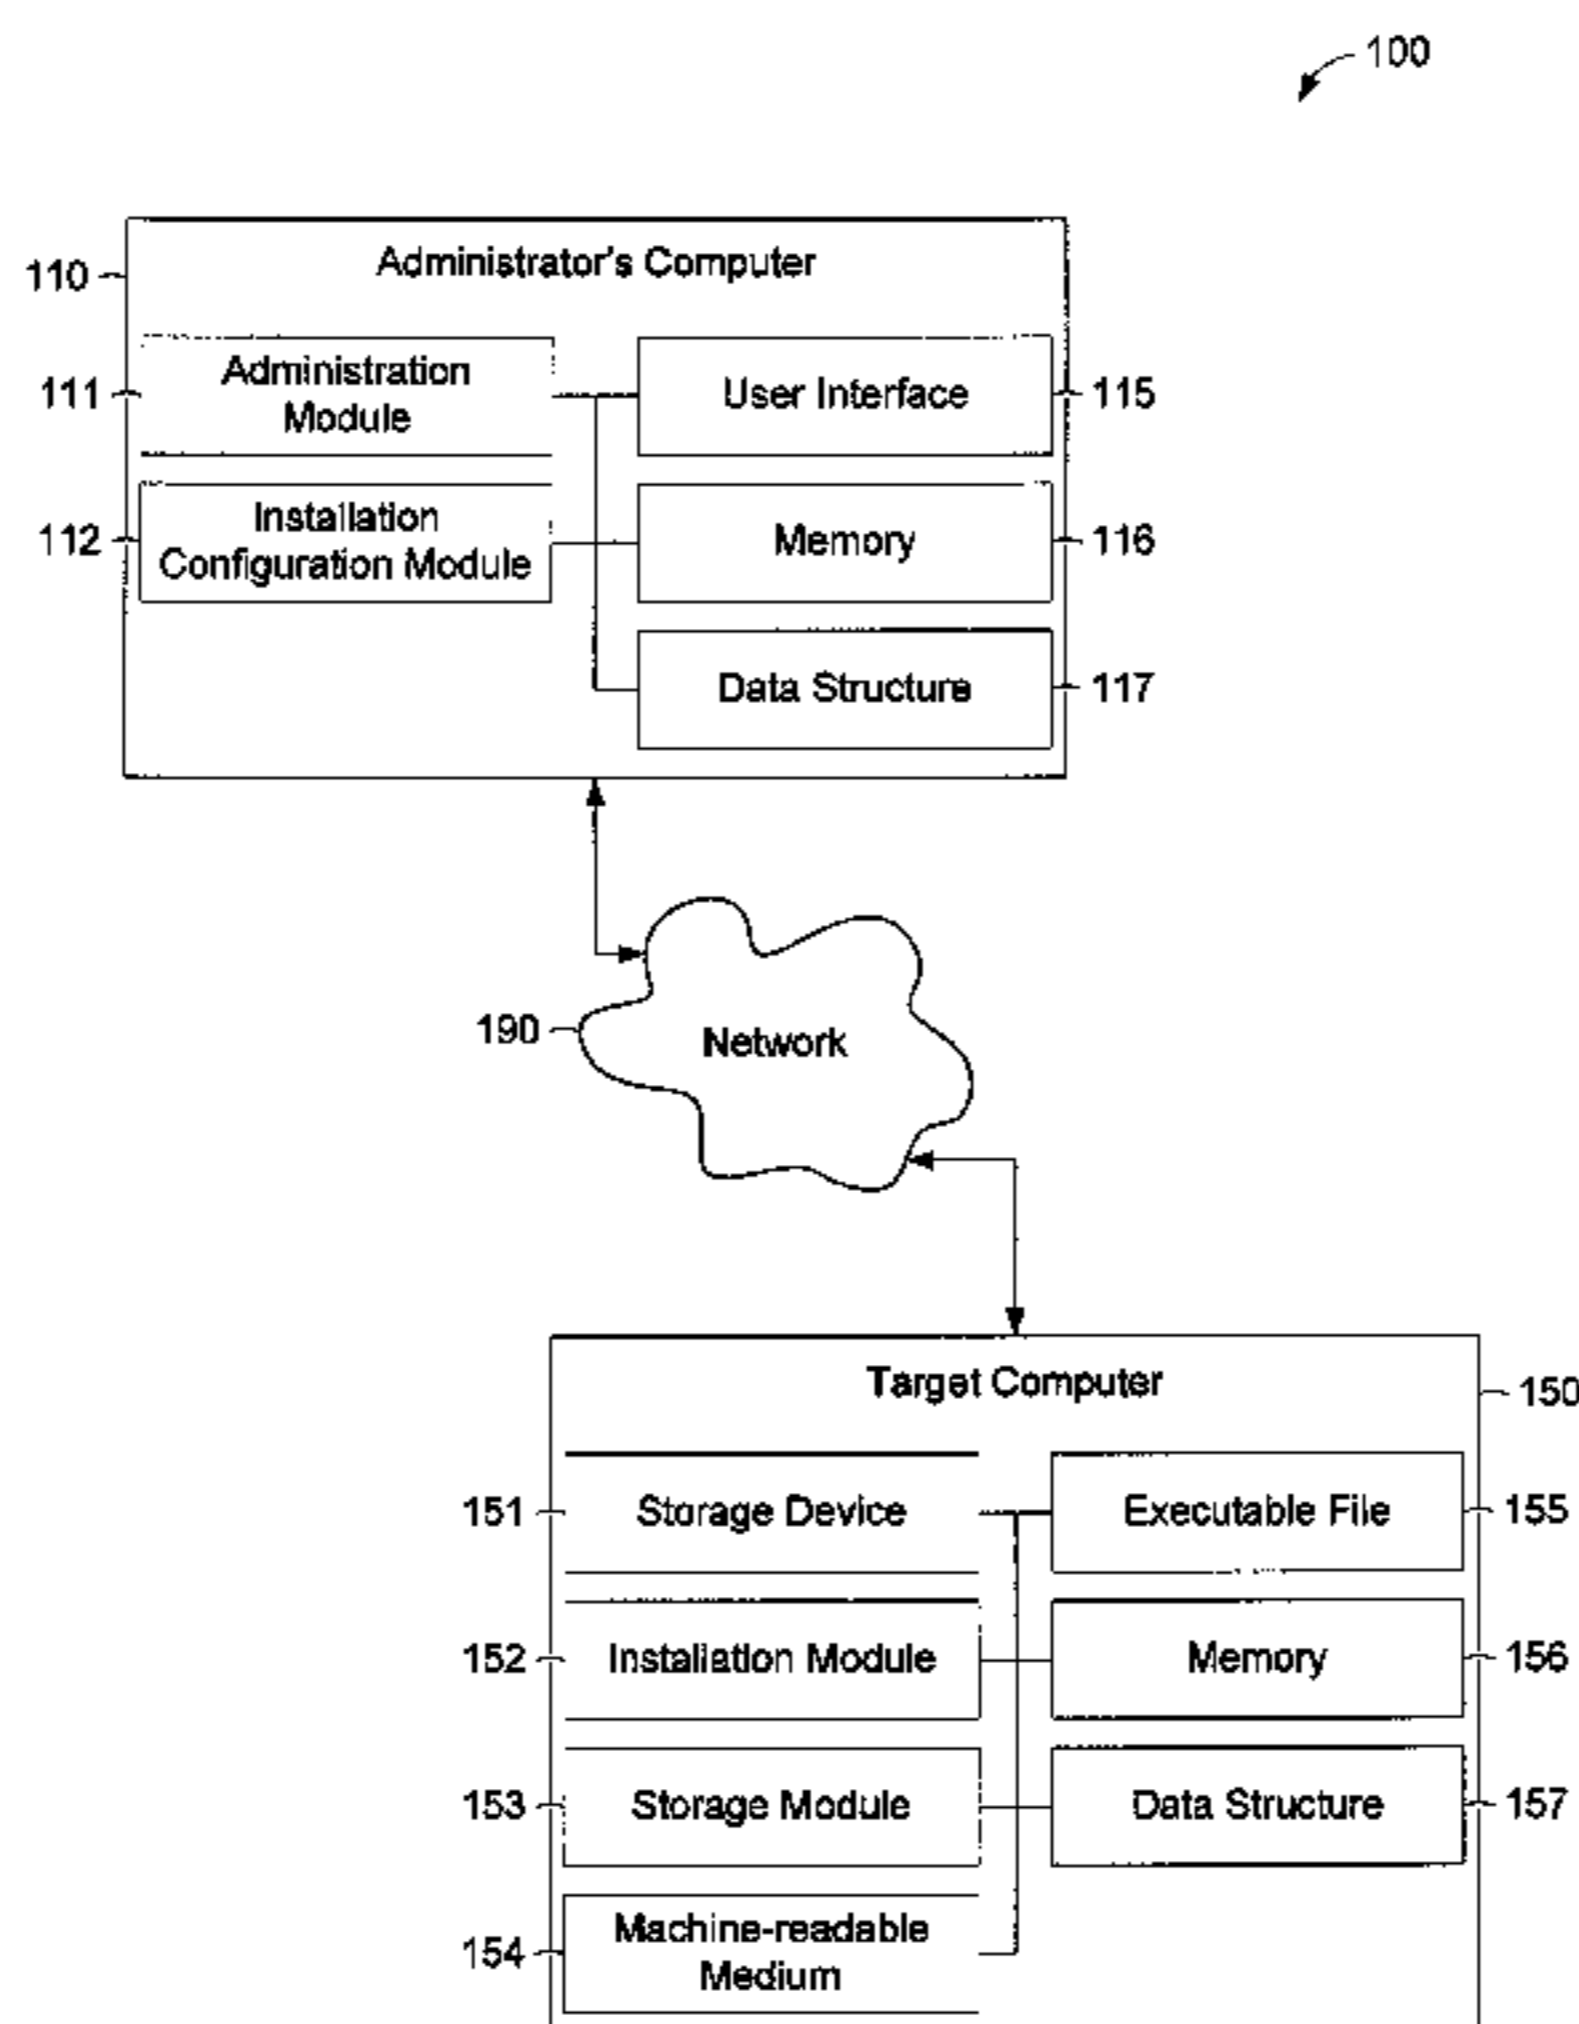 100
Administrator's Computer
110
Administration
Module
111
User Interface
115
Installation
Configuration Module
112
Memory
116
Data Structure
117
190
Network
Target Computer
150
151
Storage Device
Executable File
155
152
Installation Module
Memory
156
153
Storage Module
Data Structure
157
154
Machine-readable
Medium